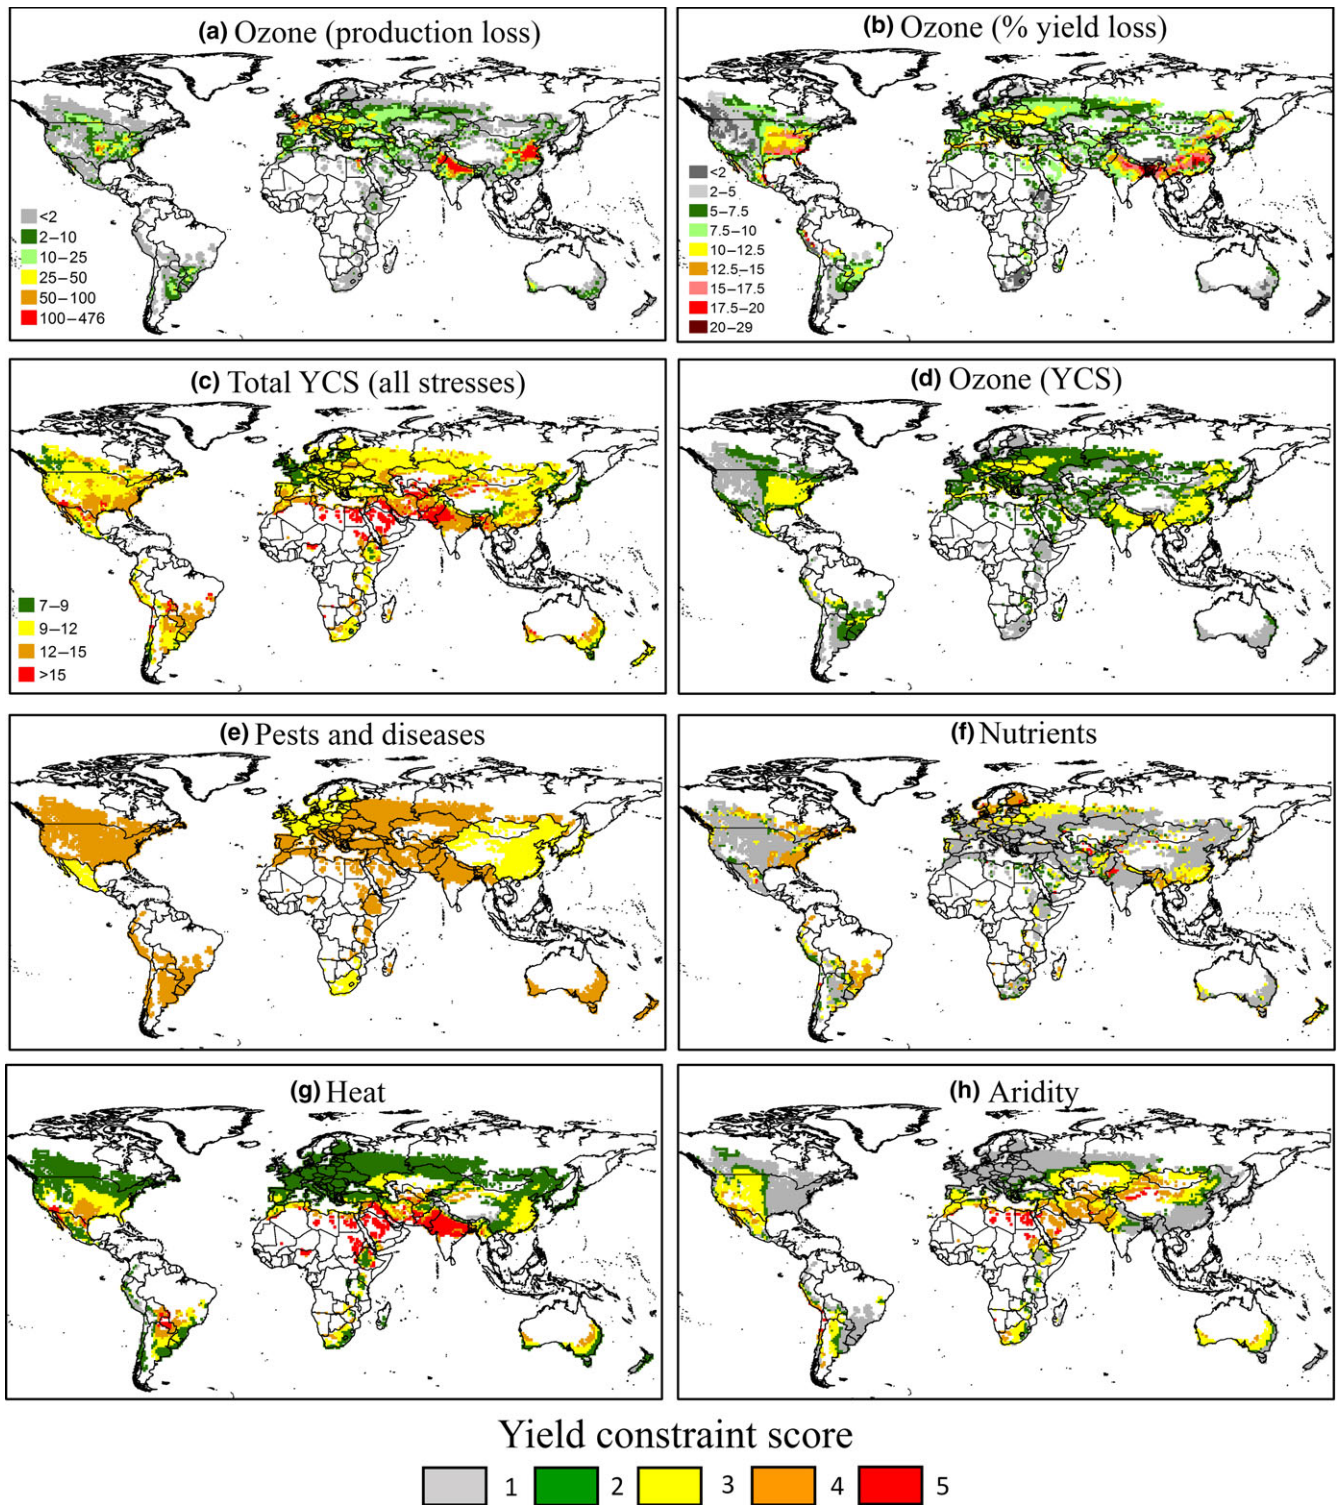 (a) Ozone (production loss)
<2
2–10
10–25
25–50
50–100
100–476
(b) Ozone (% yield loss)
<2
2–5
5–7.5
7.5–10
10–12.5
12.5–15
15–17.5
17.5–20
20–29
(c) Total YCS (all stresses)
7–9
9–12
12–15
>15
(d) Ozone (YCS)
(e) Pests and diseases
(f) Nutrients
(g) Heat
(h) Aridity
Yield constraint score
1 2 3 4 5